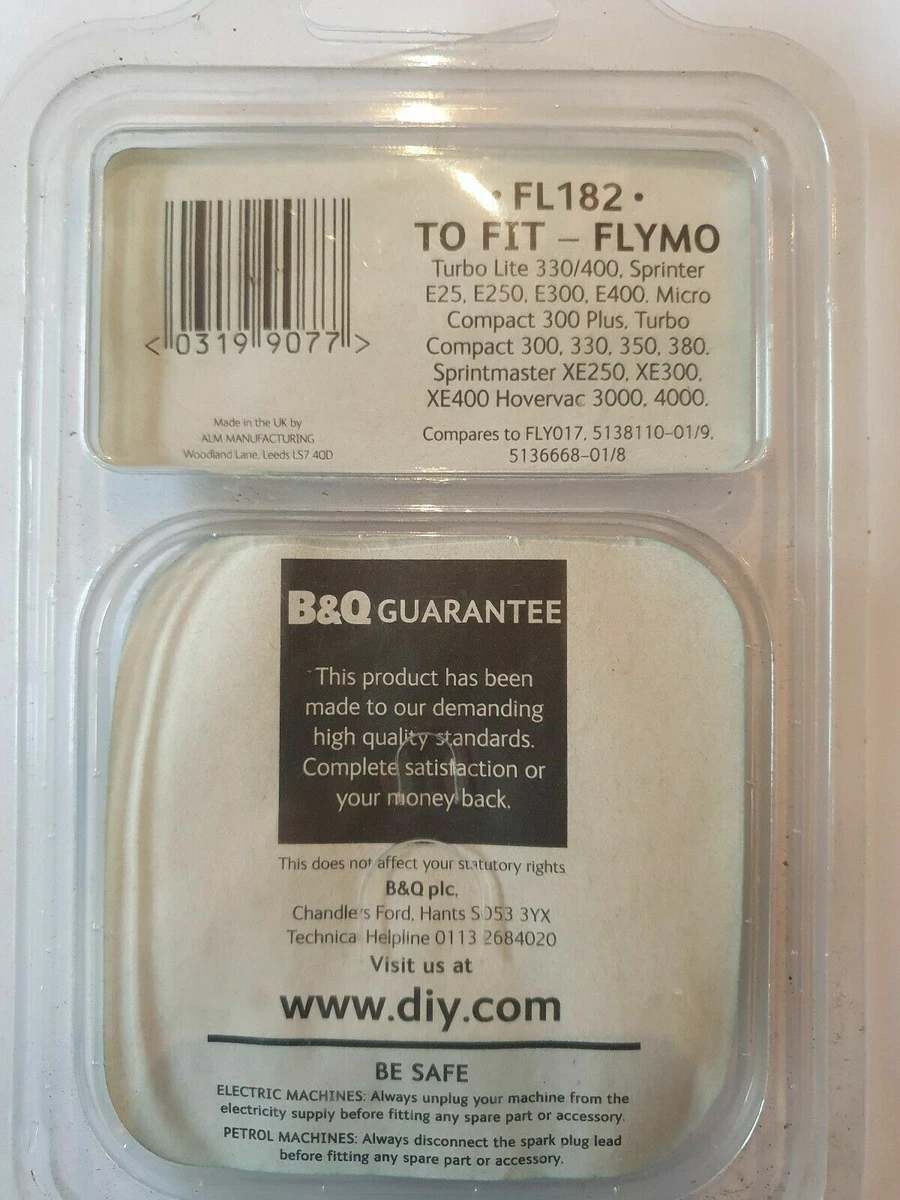 · FL182 ·
TO FIT – FLYMO
Turbo Lite 330/400, Sprinter
E25, E250, E300, E400. Micro
Compact 300 Plus, Turbo
Compact 300, 330, 350, 380.
Sprintmaster XE250, XE300,
XE400 Hovervac 3000, 4000.
Compares to FLY017, 5138110-01/9,
5136668-01/8
<03199077>
Made in the UK by
ALM MANUFACTURING
Woodland Lane, Leeds LS7 4QD
B&Q GUARANTEE
This product has been
made to our demanding
high quality standards.
Complete satisfaction or
your money back.
This does not affect your statutory rights
B&Q plc,
Chandler's Ford, Hants SO53 3YX
Technical Helpline 0113 2684020
Visit us at
www.diy.com
BE SAFE
ELECTRIC MACHINES: Always unplug your machine from the
electricity supply before fitting any spare part or accessory.
PETROL MACHINES: Always disconnect the spark plug lead
before fitting any spare part or accessory.